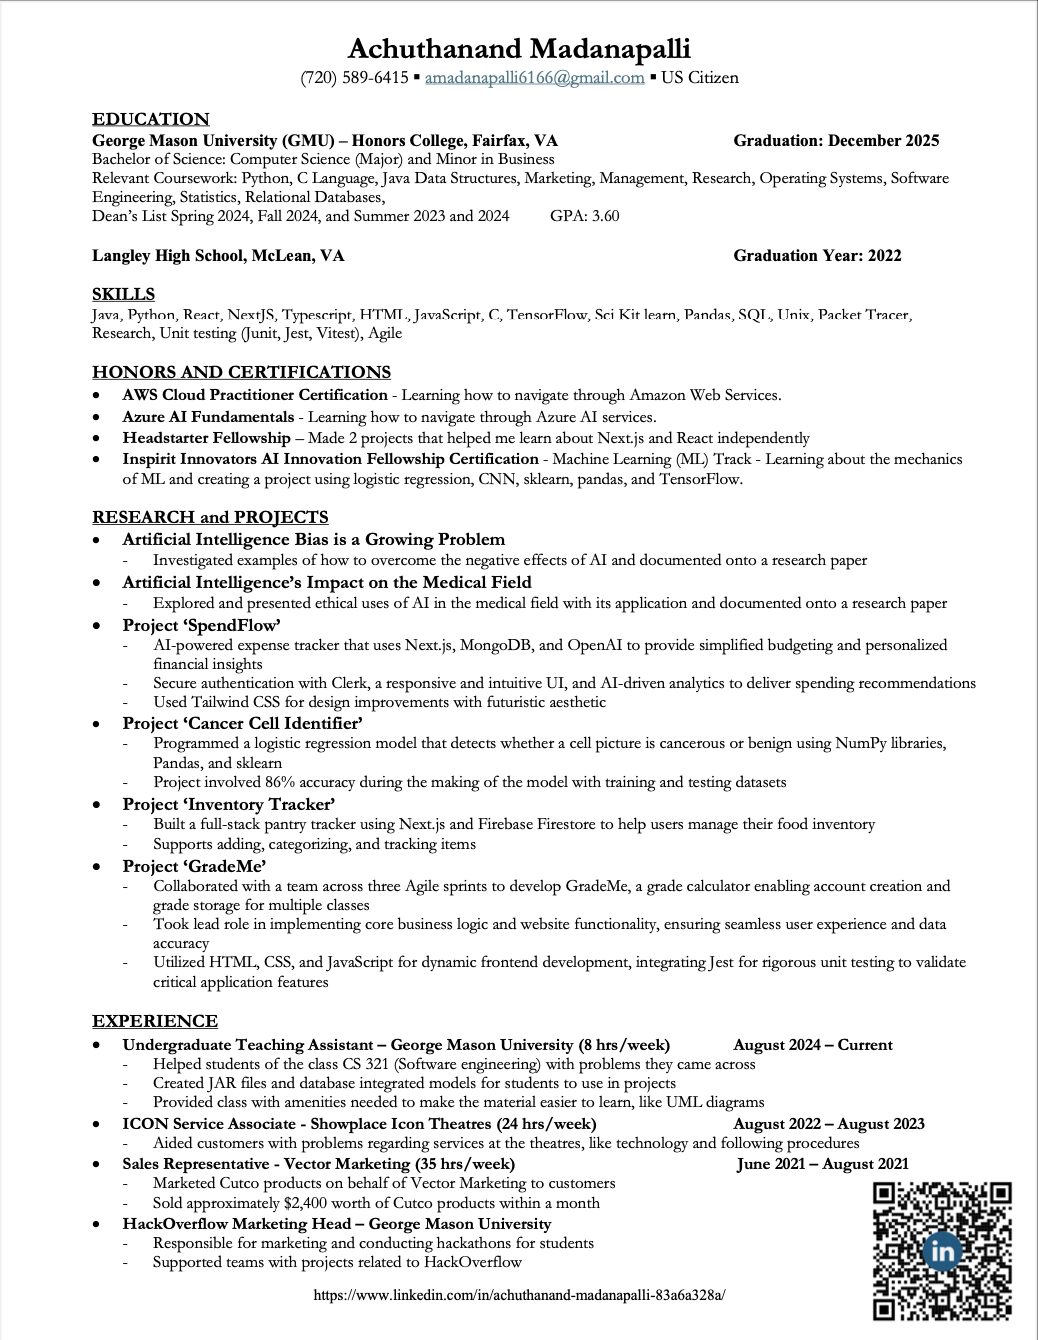 Achuthanand Madanapalli
(720) 589-6415 ▪ amadanapalli6166@gmail.com ▪ US Citizen
EDUCATION
George Mason University (GMU) – Honors College, Fairfax, VA Graduation: December 2025
Bachelor of Science: Computer Science (Major) and Minor in Business
Relevant Coursework: Python, C Language, Java Data Structures, Marketing, Management, Research, Operating Systems, Software
Engineering, Statistics, Relational Databases,
Dean’s List Spring 2024, Fall 2024, and Summer 2023 and 2024 GPA: 3.60
Langley High School, McLean, VA Graduation Year: 2022
SKILLS
Java, Python, React, NextJS, Typescript, HTML, JavaScript, C, TensorFlow, Sci Kit learn, Pandas, SQL, Unix, Packet Tracer,
Research, Unit testing (Junit, Jest, Vitest), Agile
HONORS AND CERTIFICATIONS
• AWS Cloud Practitioner Certification - Learning how to navigate through Amazon Web Services.
• Azure AI Fundamentals - Learning how to navigate through Azure AI services.
• Headstarter Fellowship – Made 2 projects that helped me learn about Next.js and React independently
• Inspirit Innovators AI Innovation Fellowship Certification - Machine Learning (ML) Track - Learning about the mechanics
of ML and creating a project using logistic regression, CNN, sklearn, pandas, and TensorFlow.
RESEARCH and PROJECTS
• Artificial Intelligence Bias is a Growing Problem
- Investigated examples of how to overcome the negative effects of AI and documented onto a research paper
• Artificial Intelligence’s Impact on the Medical Field
- Explored and presented ethical uses of AI in the medical field with its application and documented onto a research paper
• Project ‘SpendFlow’
- AI-powered expense tracker that uses Next.js, MongoDB, and OpenAI to provide simplified budgeting and personalized
financial insights
- Secure authentication with Clerk, a responsive and intuitive UI, and AI-driven analytics to deliver spending recommendations
- Used Tailwind CSS for design improvements with futuristic aesthetic
• Project ‘Cancer Cell Identifier’
- Programmed a logistic regression model that detects whether a cell picture is cancerous or benign using NumPy libraries,
Pandas, and sklearn
- Project involved 86% accuracy during the making of the model with training and testing datasets
• Project ‘Inventory Tracker’
- Built a full-stack pantry tracker using Next.js and Firebase Firestore to help users manage their food inventory
- Supports adding, categorizing, and tracking items
• Project ‘GradeMe’
- Collaborated with a team across three Agile sprints to develop GradeMe, a grade calculator enabling account creation and
grade storage for multiple classes
- Took lead role in implementing core business logic and website functionality, ensuring seamless user experience and data
accuracy
- Utilized HTML, CSS, and JavaScript for dynamic frontend development, integrating Jest for rigorous unit testing to validate
critical application features
EXPERIENCE
• Undergraduate Teaching Assistant – George Mason University (8 hrs/week) August 2024 – Current
- Helped students of the class CS 321 (Software engineering) with problems they came across
- Created JAR files and database integrated models for students to use in projects
- Provided class with amenities needed to make the material easier to learn, like UML diagrams
• ICON Service Associate - Showplace Icon Theatres (24 hrs/week) August 2022 – August 2023
- Aided customers with problems regarding services at the theatres, like technology and following procedures
• Sales Representative - Vector Marketing (35 hrs/week) June 2021 – August 2021
- Marketed Cutco products on behalf of Vector Marketing to customers
- Sold approximately $2,400 worth of Cutco products within a month
• HackOverflow Marketing Head – George Mason University
- Responsible for marketing and conducting hackathons for students
- Supported teams with projects related to HackOverflow
in
https://www.linkedin.com/in/achuthanand-madanapalli-83a6a328a/